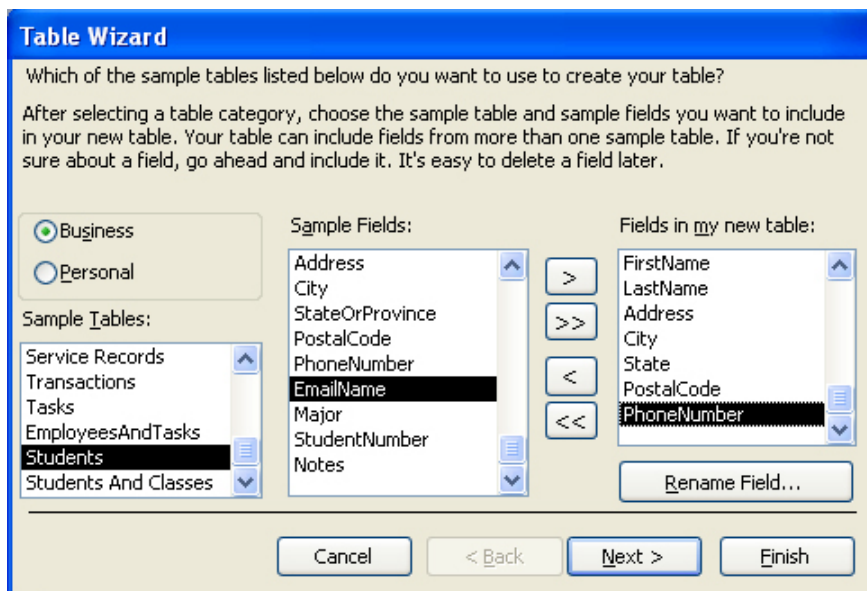 Table Wizard
Which of the sample tables listed below do you want to use to create your table?
After selecting a table category, choose the sample table and sample fields you want to include
in your new table. Your table can include fields from more than one sample table. If you're not
sure about a field, go ahead and include it. It's easy to delete a field later.
Business
Personal
Sample Tables:
Service Records
Transactions
Tasks
EmployeesAndTasks
Students
Students And Classes
Sample Fields:
Address
City
StateOrProvince
PostalCode
PhoneNumber
EmailName
Major
StudentNumber
Notes
>
>>
<
<<
Fields in my new table:
FirstName
LastName
Address
City
State
PostalCode
PhoneNumber
Rename Field...
Cancel
< Back
Next >
Finish